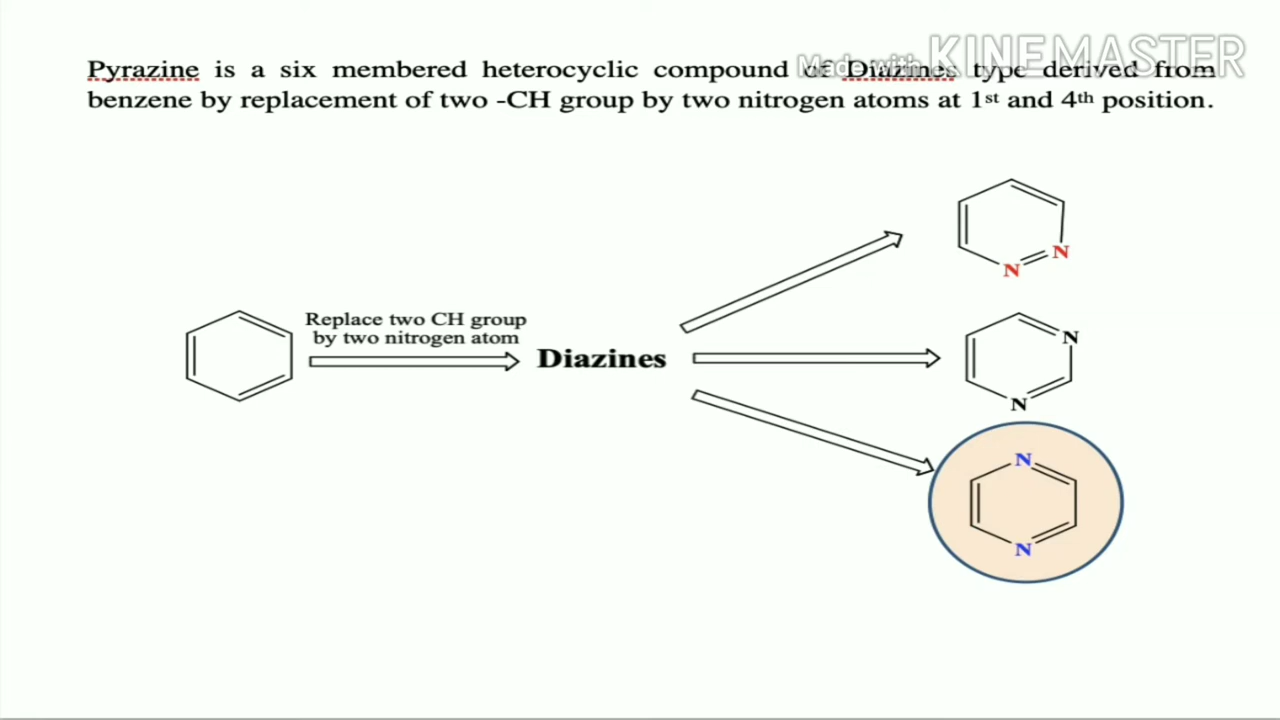 Made with KINEMASTER
Pyrazine is a six membered heterocyclic compound of Diazines type derived from
benzene by replacement of two -CH group by two nitrogen atoms at 1st and 4th position.
N
N
Replace two CH group
by two nitrogen atom
Diazines
N
N
N
N